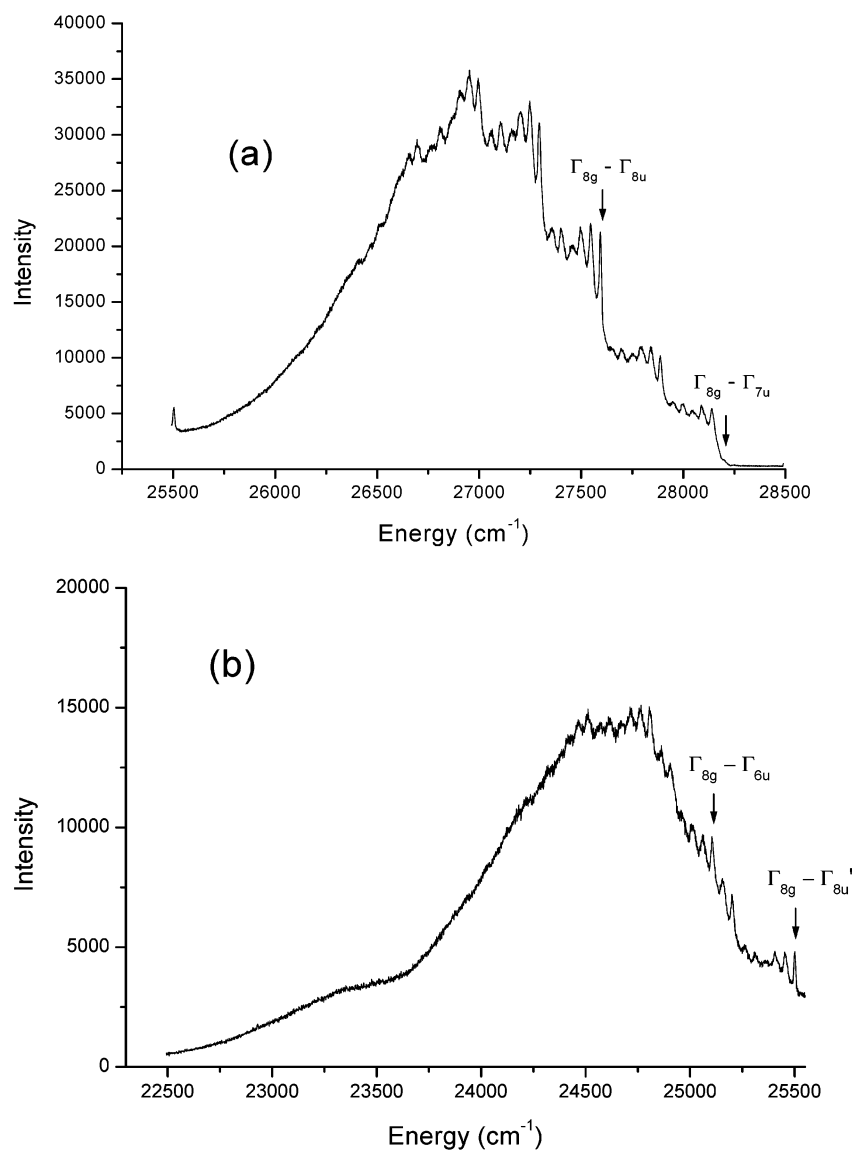 40000
35000
30000
25000
20000
15000
10000
5000
0
Intensity
(a)
Γ8g - Γ8u
Γ8g - Γ7u
25500 26000 26500 27000 27500 28000 28500
Energy (cm-1)
20000
15000
10000
5000
0
Intensity
(b)
Γ8g – Γ6u
Γ8g – Γ8u'
22500 23000 23500 24000 24500 25000 25500
Energy (cm-1)